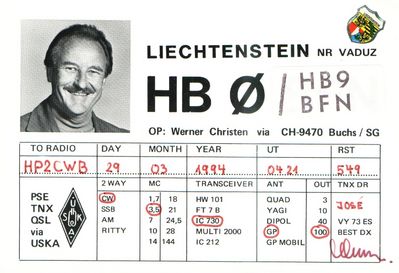 LIECHTENSTEIN NR VADUZ
HB Ø / HB9
BFN
OP: Werner Christen via CH-9470 Buchs / SG
TO RADIO DAY MONTH YEAR UT RST
HP2CWB 29 03 1994 0421 549
PSE 2 WAY MC TRANSCEIVER ANT OUT TNX DR
TNX CW 1,7 18 HW 101 QUAD 3 JOSÉ
QSL SSB 3,5 21 FT 7 B YAGI 10
via AM 7 24,5 IC 730 DIPOL 40 VY 73 ES
USKA RITTY 10 28 MULTI 2000 GP 100 BEST DX
14 144 IC 212 GP MOBIL
USKA